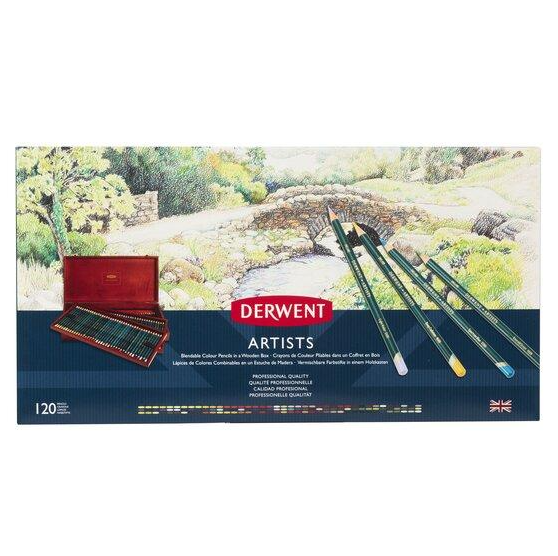 DERWENT
ARTISTS
Blendable Colour Pencils in a Wooden Box • Crayons de Couleur Pliables dans un Coffret en Bois
Lápices de Colores Combinables en un Estuche de Madera • Vermischbare Farbstifte in einem Holzkasten
PROFESSIONAL QUALITY
QUALITÉ PROFESSIONNELLE
CALIDAD PROFESIONAL
PROFESSIONELLE QUALITÄT
120